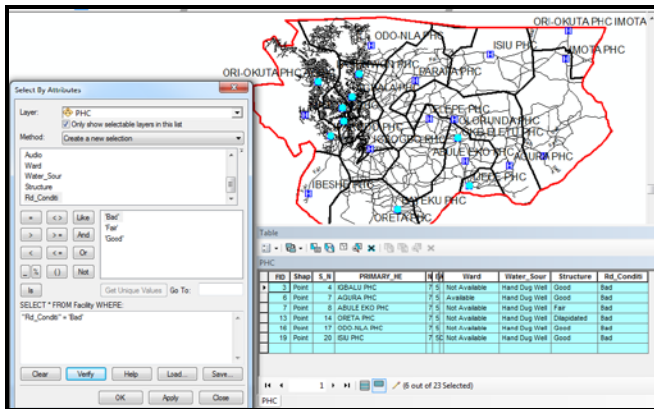 ORI-OKUTA PHC IMOTA
ODO-NLA PHC
ISIU PHC
IMOTA PHC
ORI-OKUTA PHC
PARAFA PHC
AGURA PHC
ABULE EKO PHC
IBESHE PHC
ORETA PHC
Select By Attributes
Layer:
PHC
Only show selectable layers in this list
Method:
Create a new selection
Audio
Ward
Water_Sour
Structure
Rd_Conditi
= < > Like
> > = And
< < = Or
_ % () Not
Is
'Bad'
'Fair'
'Good'
Get Unique Values Go To:
SELECT * FROM Facility WHERE:
"Rd_Conditi" = 'Bad'
Clear Verify Help Load... Save...
OK Apply Close
Table
PHC
FID Shap S_N PRIMARY_HE Ward Water_Sour Structure Rd_Conditi
3 Point 4 IGBALU PHC Not Available Hand Dug Well Good Bad
6 Point 7 AGURA PHC Available Hand Dug Well Good Bad
7 Point 8 ABULE EKO PHC Not Available Hand Dug Well Fair Bad
13 Point 14 ORETA PHC Not Available Hand Dug Well Dilapidated Bad
16 Point 17 ODO-NLA PHC Not Available Hand Dug Well Good Bad
19 Point 20 ISIU PHC Not Available Hand Dug Well Good Bad
1
(6 out of 23 Selected)
PHC